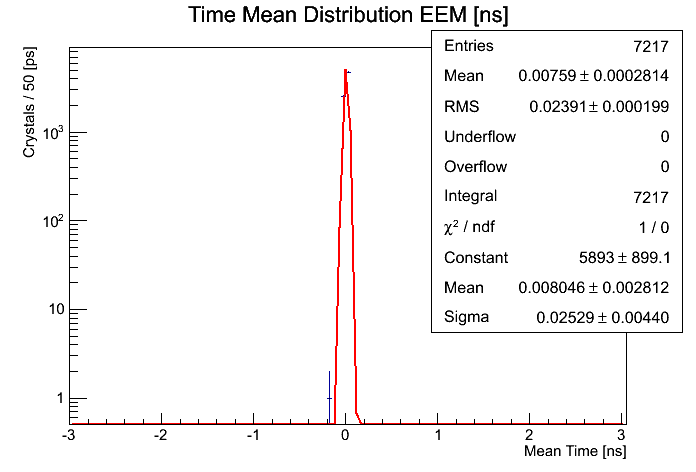 Time Mean Distribution EEM [ns]
Crystals / 50 [ps]
Entries 7217
Mean 0.00759 ± 0.0002814
RMS 0.02391 ± 0.000199
Underflow 0
Overflow 0
Integral 7217
χ² / ndf 1 / 0
Constant 5893 ± 899.1
Mean 0.008046 ± 0.002812
Sigma 0.02529 ± 0.00440
10³
10²
10
1
-3 -2 -1 0 1 2 3
Mean Time [ns]